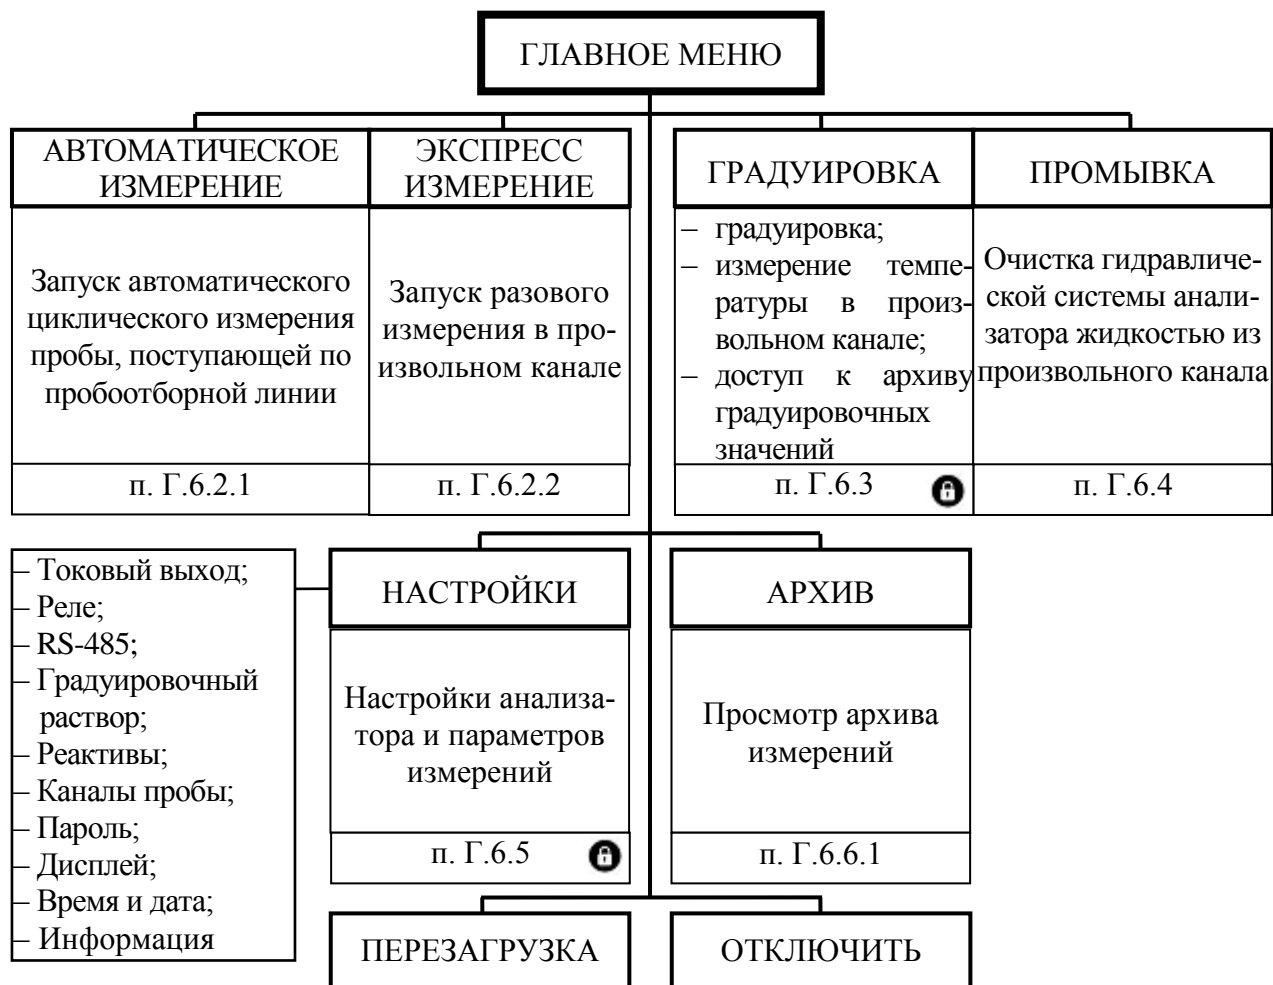 ГЛАВНОЕ МЕНЮ
АВТОМАТИЧЕСКОЕ
ИЗМЕРЕНИЕ
Запуск автоматического
циклического измерения
пробы, поступающей по
пробоотборной линии
п. Г.6.2.1
ЭКСПРЕСС
ИЗМЕРЕНИЕ
Запуск разового
измерения в про-
извольном канале
п. Г.6.2.2
ГРАДУИРОВКА
– градуировка;
– измерение темпе-
ратуры в произ-
вольном канале;
– доступ к архиву
градуировочных
значений
п. Г.6.3
ПРОМЫВКА
Очистка гидравличе-
ской системы анали-
затора жидкостью из
произвольного канала
п. Г.6.4
– Токовый выход;
– Реле;
– RS-485;
– Градуировочный
раствор;
– Реактивы;
– Каналы пробы;
– Пароль;
– Дисплей;
– Время и дата;
– Информация
НАСТРОЙКИ
Настройки анализа-
тора и параметров
измерений
п. Г.6.5
АРХИВ
Просмотр архива
измерений
п. Г.6.6.1
ПЕРЕЗАГРУЗКА
ОТКЛЮЧИТЬ